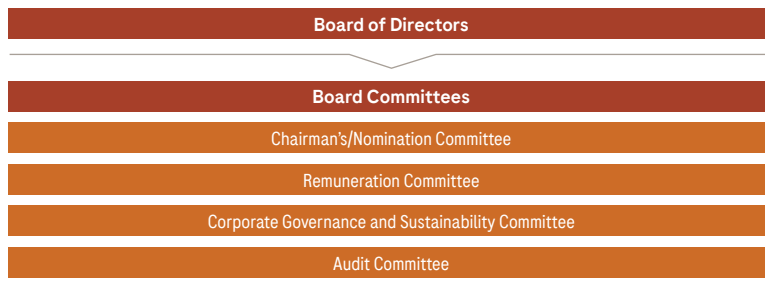 Board of Directors
Board Committees
Chairman's/Nomination Committee
Remuneration Committee
Corporate Governance and Sustainability Committee
Audit Committee